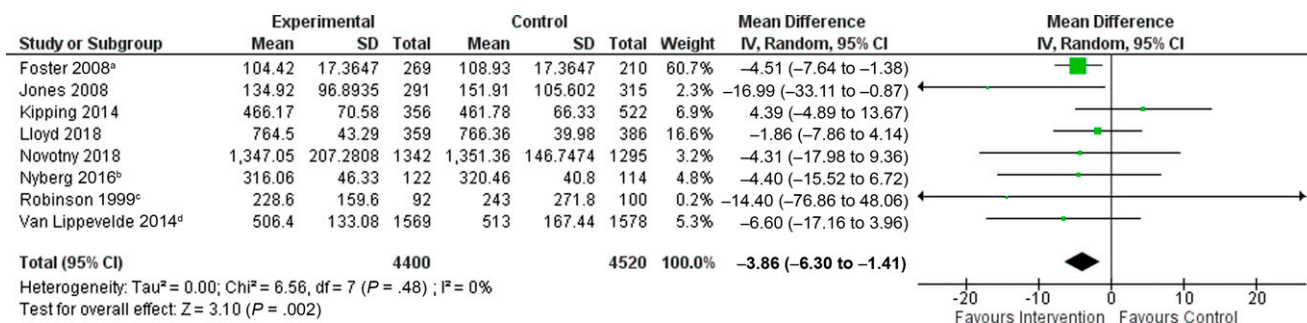 Experimental Control Mean Difference Mean Difference
Study or Subgroup Mean SD Total Mean SD Total Weight IV, Random, 95% CI IV, Random, 95% CI
Foster 2008ᵃ 104.42 17.3647 269 108.93 17.3647 210 60.7% −4.51 (−7.64 to −1.38)
Jones 2008 134.92 96.8935 291 151.91 105.602 315 2.3% −16.99 (−33.11 to −0.87)
Kipping 2014 466.17 70.58 356 461.78 66.33 522 6.9% 4.39 (−4.89 to 13.67)
Lloyd 2018 764.5 43.29 359 766.36 39.98 386 16.6% −1.86 (−7.86 to 4.14)
Novotny 2018 1,347.05 207.2808 1342 1,351.36 146.7474 1295 3.2% −4.31 (−17.98 to 9.36)
Nyberg 2016ᵇ 316.06 46.33 122 320.46 40.8 114 4.8% −4.40 (−15.52 to 6.72)
Robinson 1999ᶜ 228.6 159.6 92 243 271.8 100 0.2% −14.40 (−76.86 to 48.06)
Van Lippevelde 2014ᵈ 506.4 133.08 1569 513 167.44 1578 5.3% −6.60 (−17.16 to 3.96)
Total (95% CI) 4400 4520 100.0% −3.86 (−6.30 to −1.41)
Heterogeneity: Tau² = 0.00; Chi² = 6.56, df = 7 (P = .48) ; I² = 0%
Test for overall effect: Z = 3.10 (P = .002)
-20 -10 0 10 20
Favours Intervention Favours Control